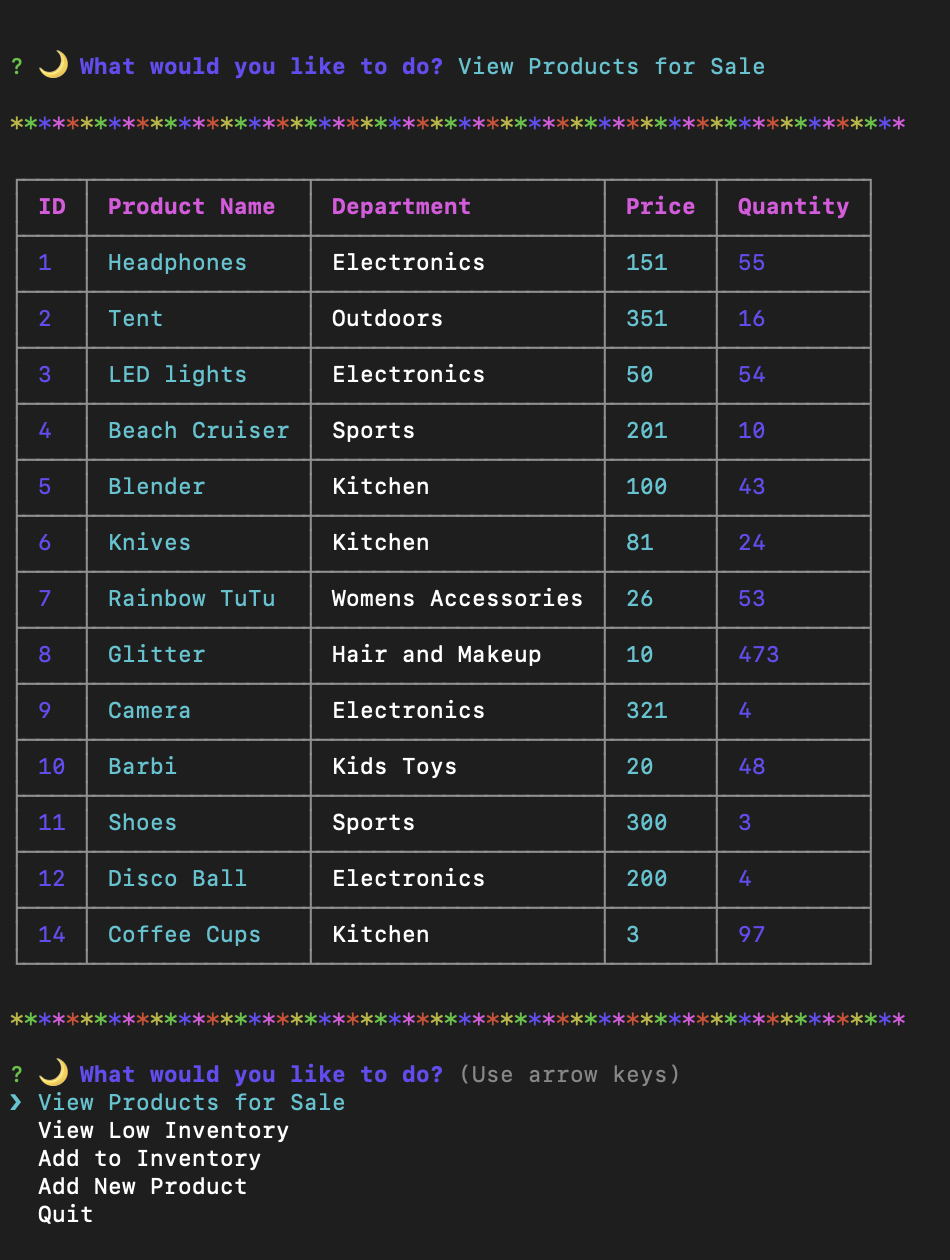 ? 🌙 What would you like to do? View Products for Sale
****************************************************************
ID Product Name Department Price Quantity
1 Headphones Electronics 151 55
2 Tent Outdoors 351 16
3 LED lights Electronics 50 54
4 Beach Cruiser Sports 201 10
5 Blender Kitchen 100 43
6 Knives Kitchen 81 24
7 Rainbow TuTu Womens Accessories 26 53
8 Glitter Hair and Makeup 10 473
9 Camera Electronics 321 4
10 Barbi Kids Toys 20 48
11 Shoes Sports 300 3
12 Disco Ball Electronics 200 4
14 Coffee Cups Kitchen 3 97
****************************************************************
? 🌙 What would you like to do? (Use arrow keys)
❯ View Products for Sale
View Low Inventory
Add to Inventory
Add New Product
Quit